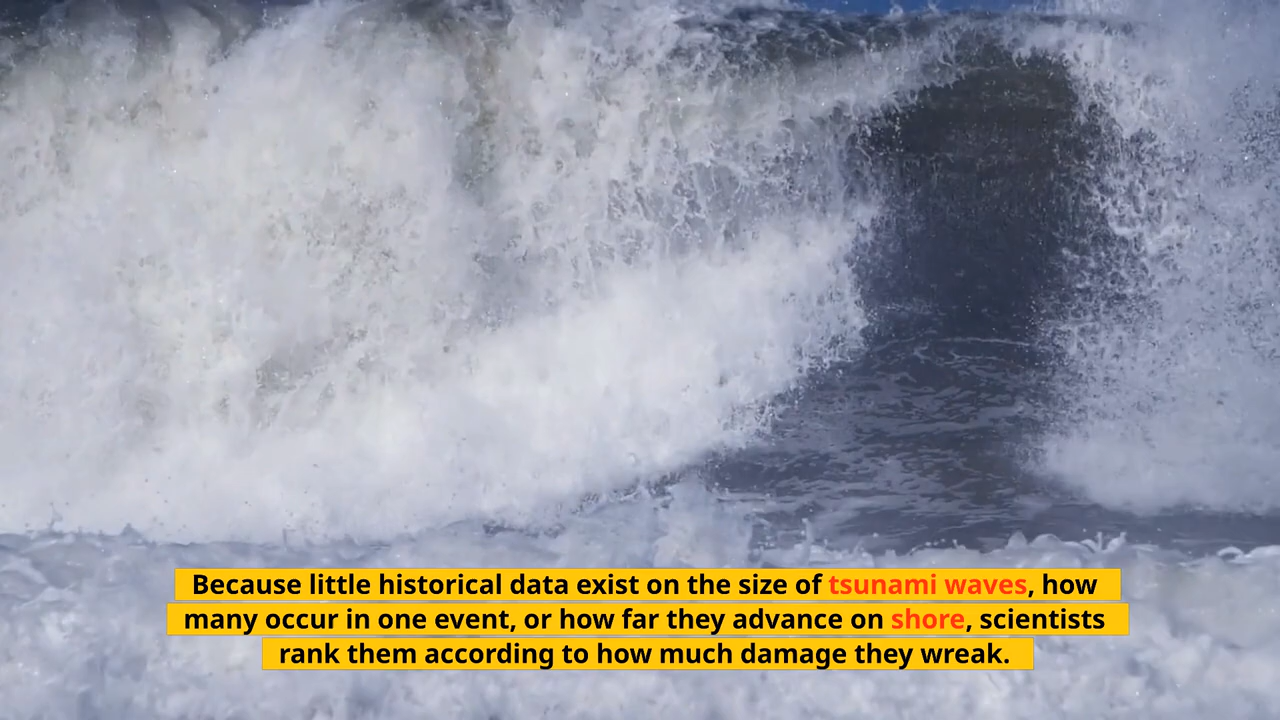 Because little historical data exist on the size of tsunami waves, how
many occur in one event, or how far they advance on shore, scientists
rank them according to how much damage they wreak.